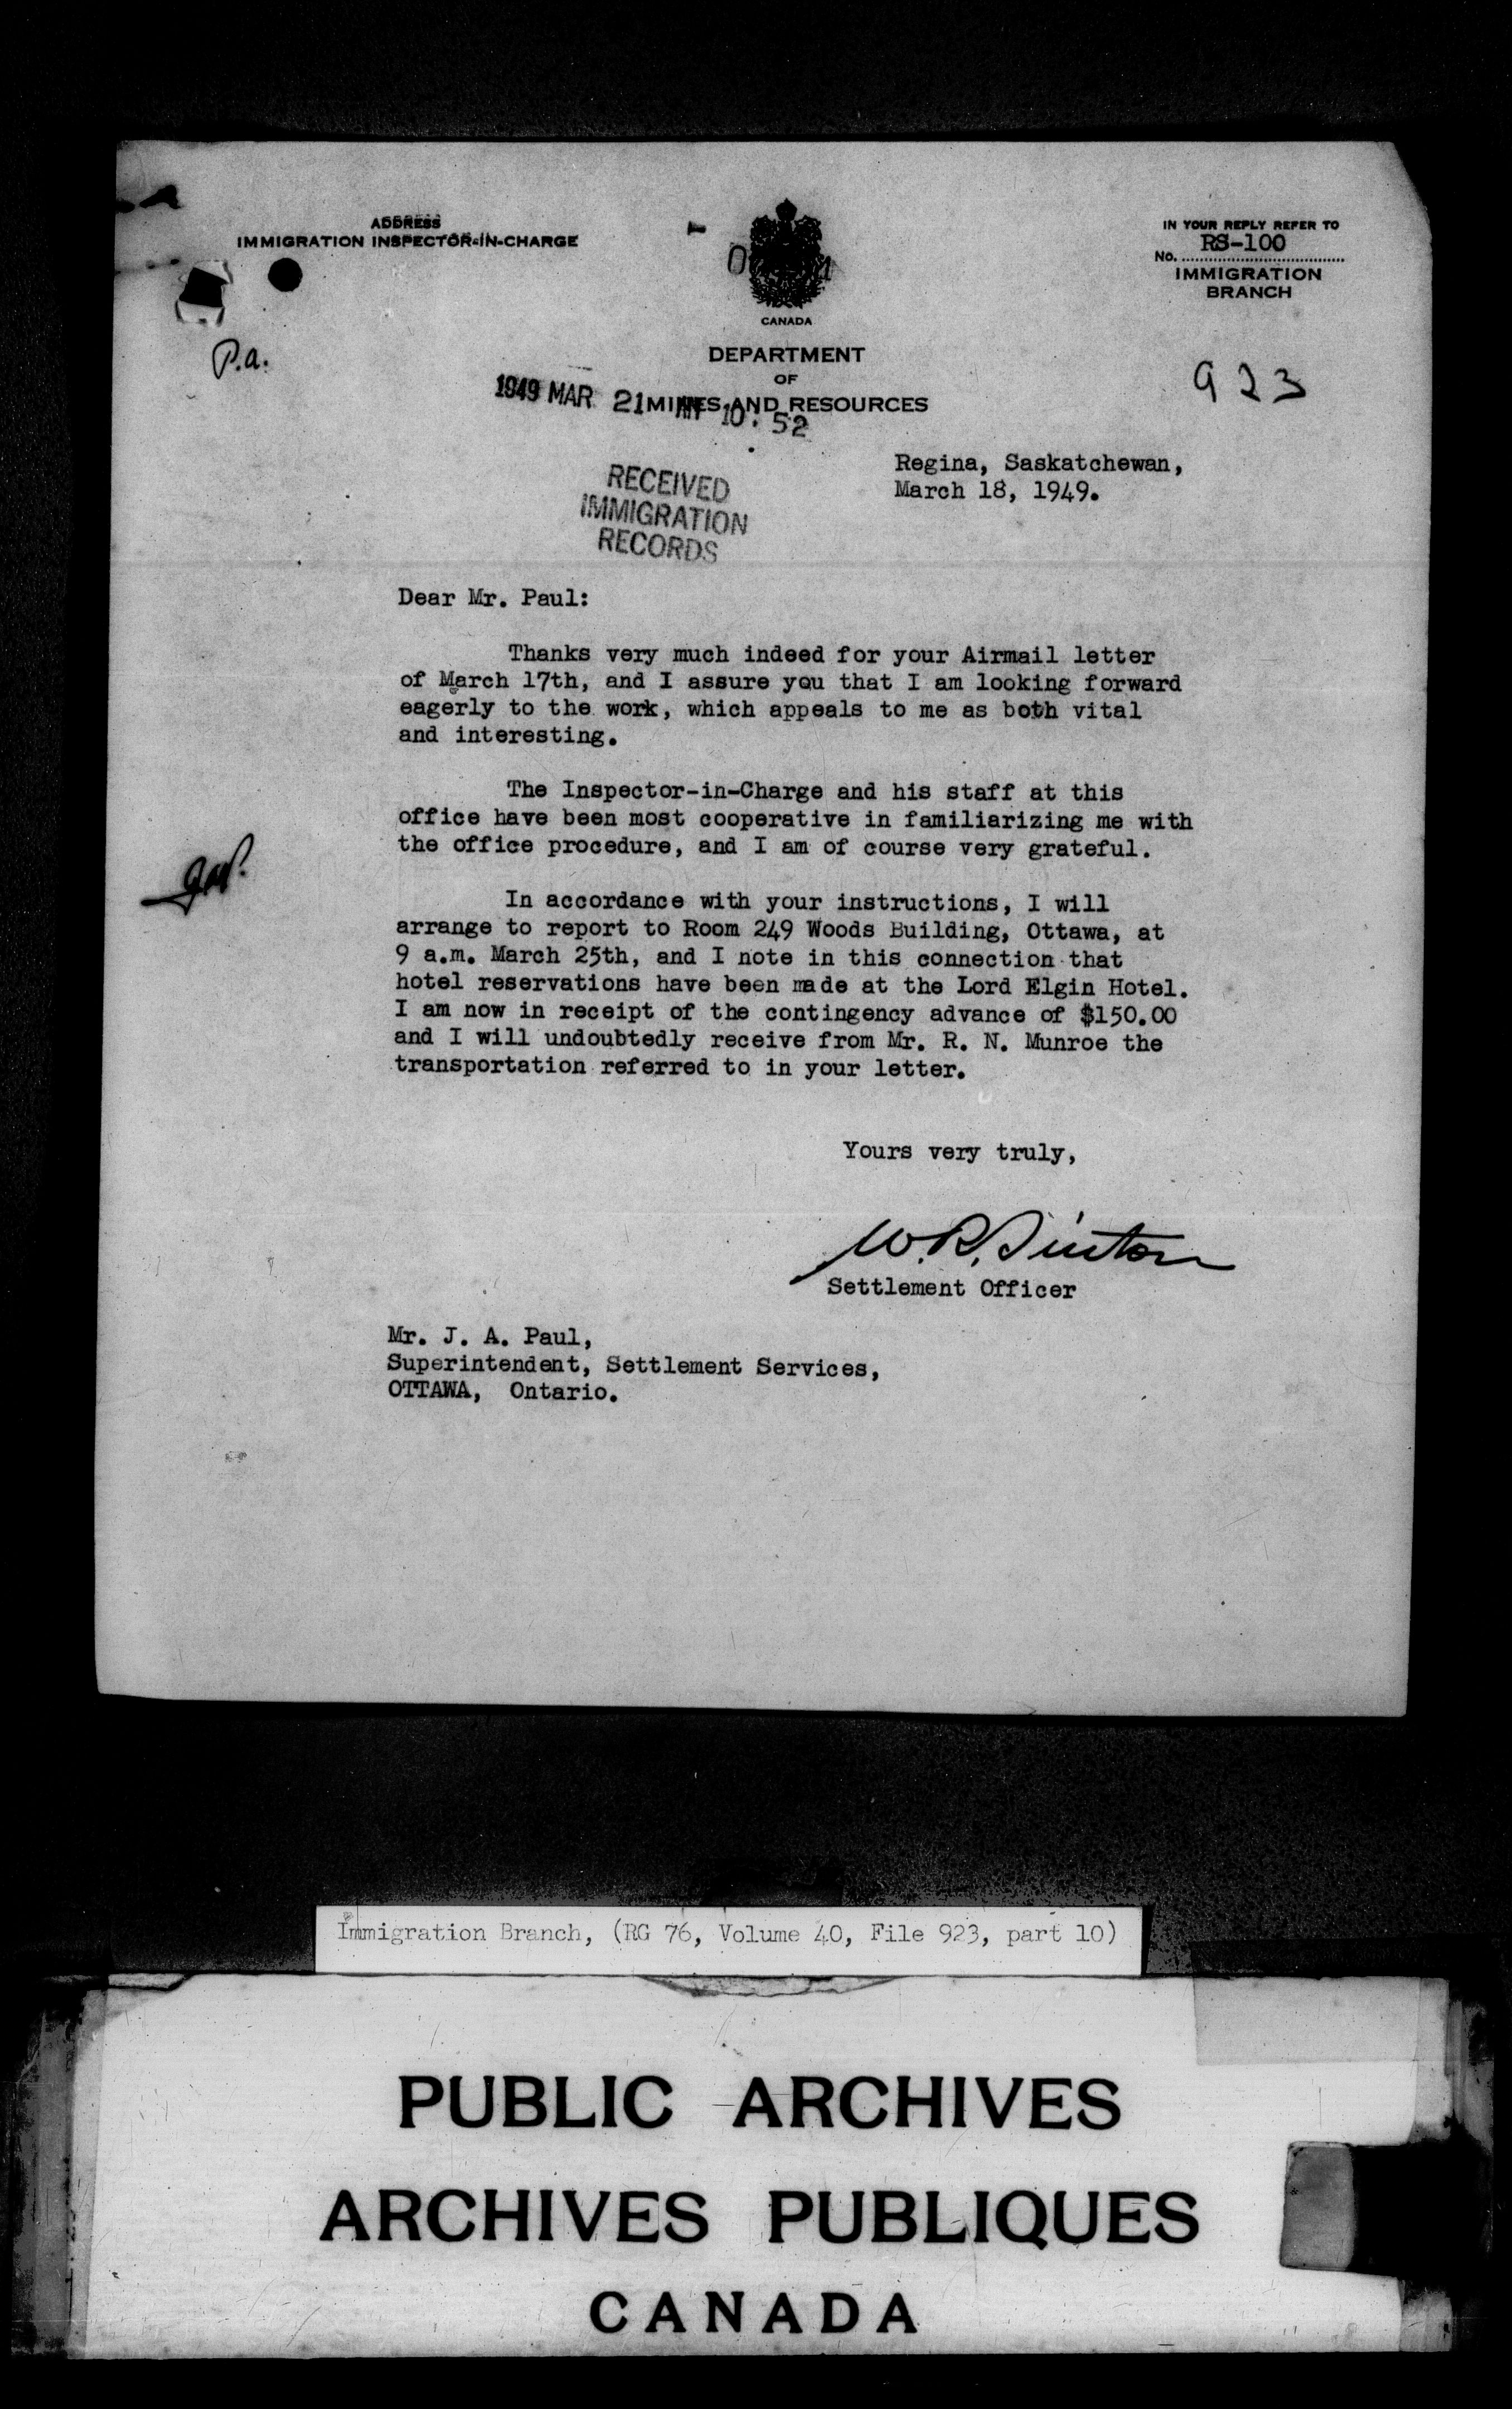 ADDRESS
IMMIGRATION INSPECTOR-IN-CHARGE
IN YOUR REPLY REFER TO
No. RS-100
IMMIGRATION
BRANCH
CANADA
P.a.
DEPARTMENT
OF
MINES AND RESOURCES
923
1949 MAR 21 10:52
RECEIVED
IMMIGRATION
RECORDS
Regina, Saskatchewan,
March 18, 1949.
Dear Mr. Paul:
Thanks very much indeed for your Airmail letter
of March 17th, and I assure you that I am looking forward
eagerly to the work, which appeals to me as both vital
and interesting.
The Inspector-in-Charge and his staff at this
office have been most cooperative in familiarizing me with
the office procedure, and I am of course very grateful.
In accordance with your instructions, I will
arrange to report to Room 249 Woods Building, Ottawa, at
9 a.m. March 25th, and I note in this connection that
hotel reservations have been made at the Lord Elgin Hotel.
I am now in receipt of the contingency advance of $150.00
and I will undoubtedly receive from Mr. R. N. Munroe the
transportation referred to in your letter.
Yours very truly,
W.R. Sinton
Settlement Officer
Mr. J. A. Paul,
Superintendent, Settlement Services,
OTTAWA, Ontario.
Immigration Branch, (RG 76, Volume 40, File 923, part 10)
PUBLIC ARCHIVES
ARCHIVES PUBLIQUES
CANADA